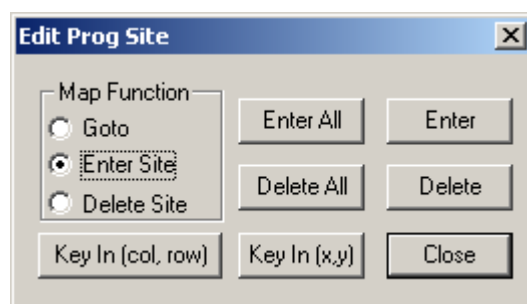 Edit Prog Site
Map Function
Goto
Enter Site
Delete Site
Enter All
Enter
Delete All
Delete
Key In (col, row)
Key In (x,y)
Close